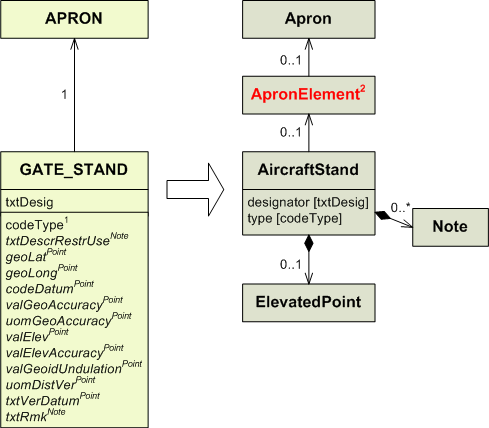 APRON
1
GATE_STAND
txtDesig
codeType1
txtDescrRestrUseNote
geoLatPoint
geoLongPoint
codeDatumPoint
valGeoAccuracyPoint
uomGeoAccuracyPoint
valElevPoint
valElevAccuracyPoint
valGeoidUndulationPoint
uomDistVerPoint
txtVerDatumPoint
txtRmkNote
Apron
0..1
ApronElement2
0..1
AircraftStand
designator [txtDesig]
type [codeType]
0..*
Note
0..1
ElevatedPoint